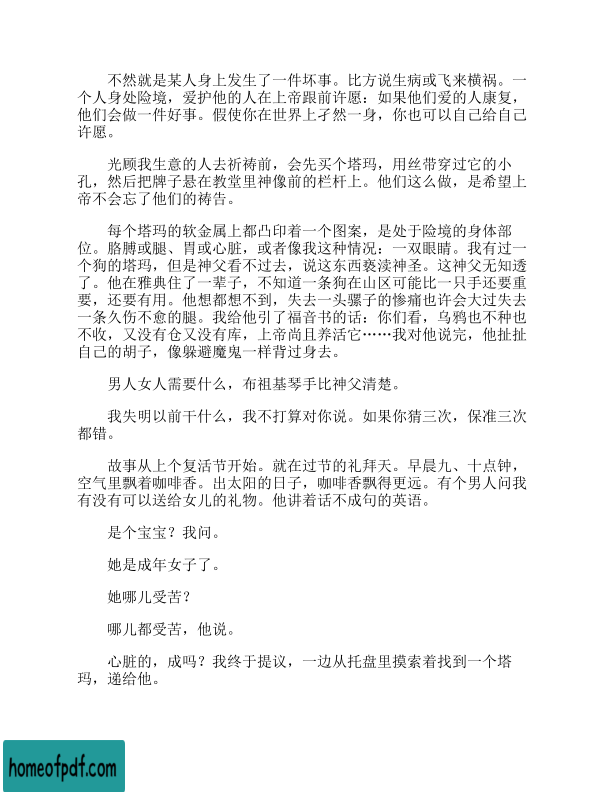 不然就是某人身上发生了一件坏事。比方说生病或飞来横祸。一
个人身处险境，爱护他的人在上帝跟前许愿：如果他们爱的人康复，
他们会做一件好事。假使你在世界上孑然一身，你也可以自己给自己
许愿。
光顾我生意的人去祈祷前，会先买个塔玛，用丝带穿过它的小
孔，然后把牌子悬在教堂里神像前的栏杆上。他们这么做，是希望上
帝不会忘了他们的祷告。
每个塔玛的软金属上都凸印着一个图案，是处于险境的身体部
位。胳膊或腿、胃或心脏，或者像我这种情况：一双眼睛。我有过一
个狗的塔玛，但是神父看不过去，说这东西亵渎神圣。这神父无知透
了。他在雅典住了一辈子，不知道一条狗在山区可能比一只手还要重
要，还要有用。他想都想不到，失去一头骡子的惨痛也许会大过失去
一条久伤不愈的腿。我给他引了福音书的话：你们看，乌鸦也不种也
不收，又没有仓又没有库，上帝尚且养活它……我对他说完，他扯扯
自己的胡子，像躲避魔鬼一样背过身去。
男人女人需要什么，布祖基琴手比神父清楚。
我失明以前干什么，我不打算对你说。如果你猜三次，保准三次
都错。
故事从上个复活节开始。就在过节的礼拜天。早晨九、十点钟，
空气里飘着咖啡香。出太阳的日子，咖啡香飘得更远。有个男人问我
有没有可以送给女儿的礼物。他讲着话不成句的英语。
是个宝宝？我问。
她是成年女子了。
她哪儿受苦？
哪儿都受苦，他说。
心脏的，成吗？我终于提议，一边从托盘里摸索着找到一个塔
玛，递给他。
homeofpdf.com